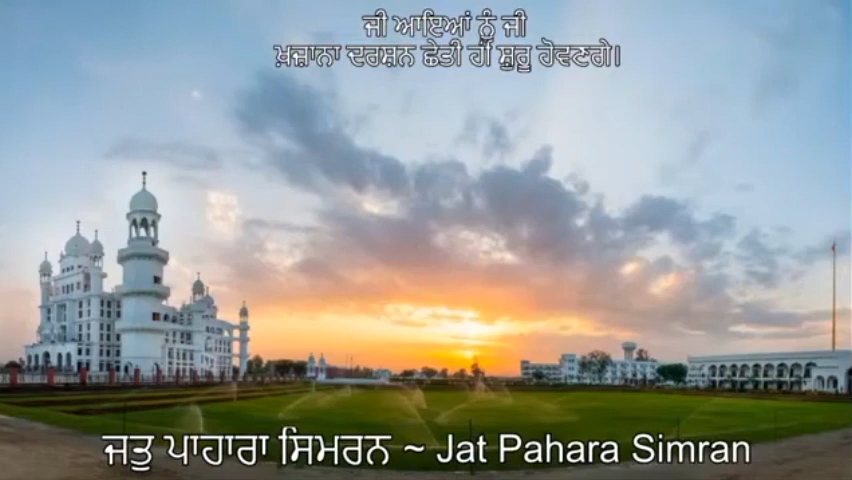 ਜੀ ਆਇਆਂ ਨੂੰ ਜੀ
ਖ਼ਜ਼ਾਨਾ ਦਰਸ਼ਨ ਛੇਤੀ ਹੀ ਸ਼ੁਰੂ ਹੋਵਣਗੇ।
ਜਤੁ ਪਾਹਾਰਾ ਸਿਮਰਨ ~ Jat Pahara Simran